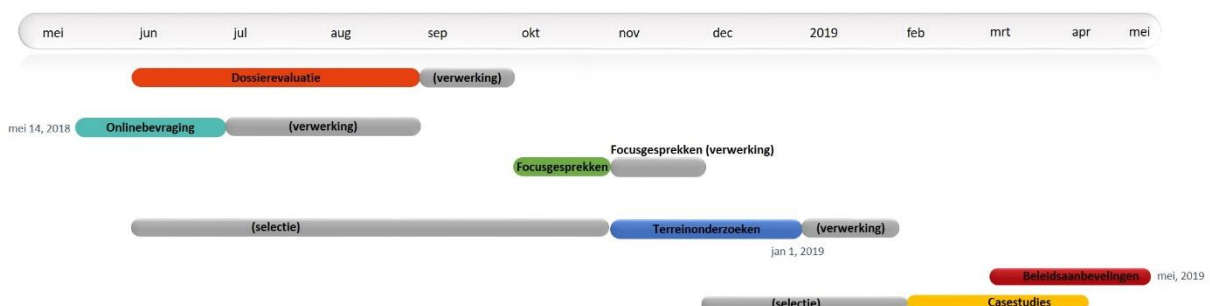 mei jun jul aug sep okt nov dec 2019 feb mrt apr mei
Dossierevaluatie (verwerking)
mei 14, 2018 Onlinebevraging (verwerking)
Focusgesprekken (verwerking)
Focusgesprekken
(selectie) Terreinonderzoeken (verwerking)
jan 1, 2019
Beleidsaanbevelingen mei, 2019
(selectie) Casestudies